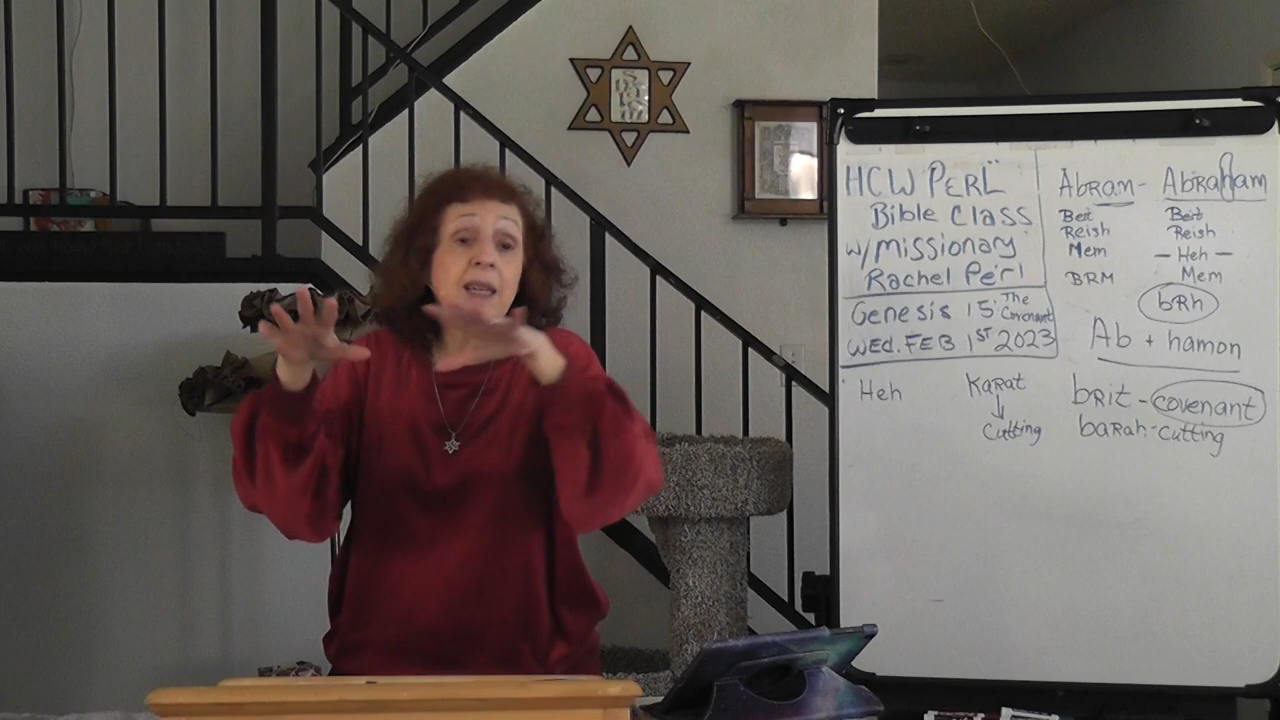 HCW PERL
Bible Class
w/missionary
Rachel Perl
Genesis 15 The Covenant
WED. FEB 1ST 2023
Heh
Karat
Cutting
Abram - Abraham
Beit
Reish
Mem
BRM
Beit
Reish
- Heh -
Mem
bRh
Ab + hamon
bRit - covenant
barah - cutting